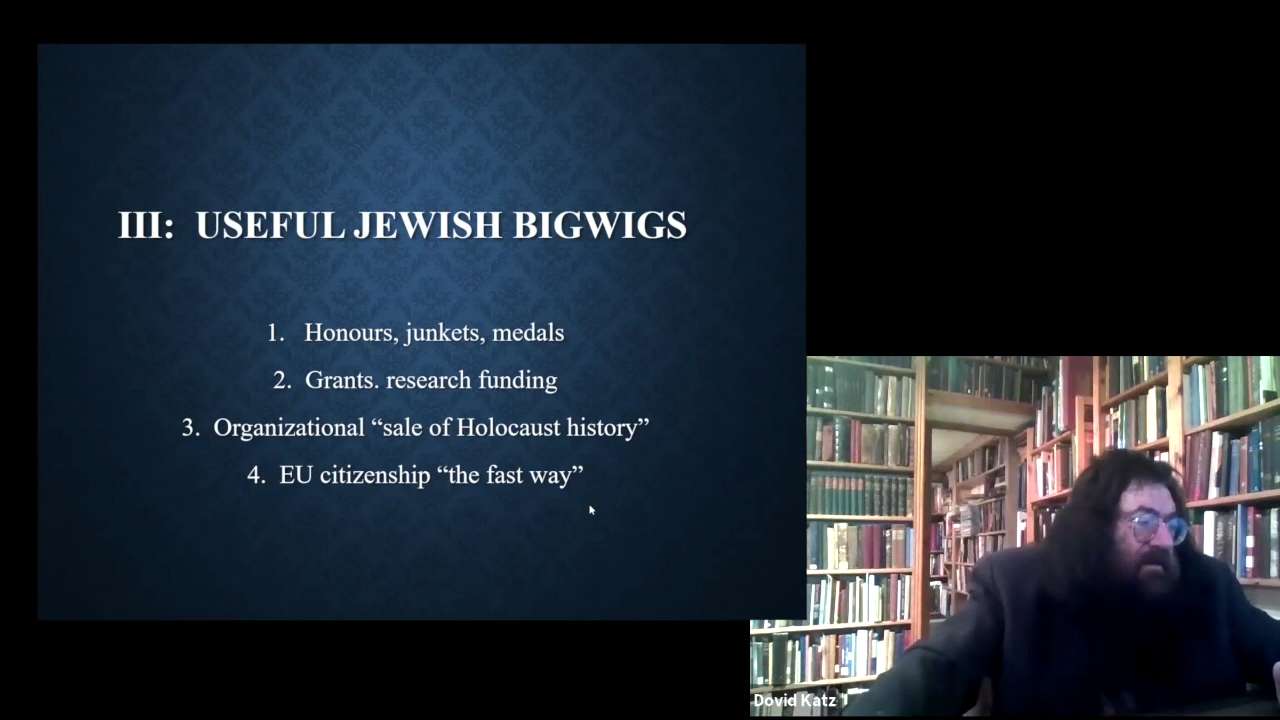 III: USEFUL JEWISH BIGWIGS
1. Honours, junkets, medals
2. Grants. research funding
3. Organizational “sale of Holocaust history”
4. EU citizenship “the fast way”
Dovid Katz